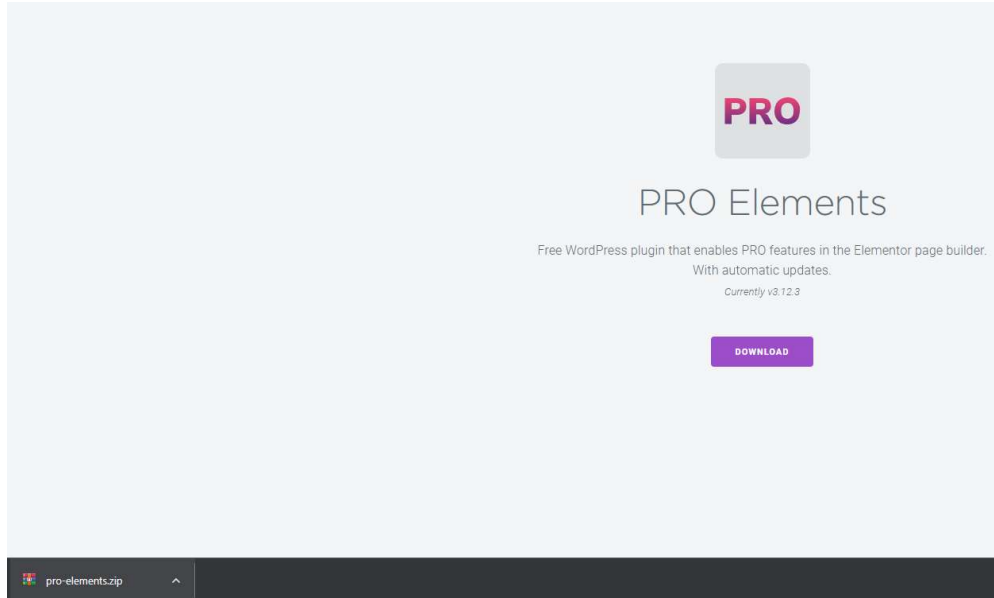 PRO
PRO Elements
Free WordPress plugin that enables PRO features in the Elementor page builder.
With automatic updates.
Currently v3.12.3
DOWNLOAD
pro-elements.zip